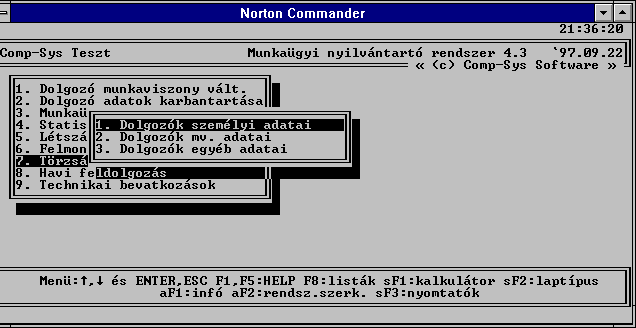 Norton Commander
21:36:20
Comp-Sys Teszt Munkaügyi nyilvántartó rendszer 4.3 '97.09.22
« (c) Comp-Sys Software »
1. Dolgozó munkaviszony vált.
2. Dolgozó adatok karbantartása
3. Munkaü
4. Statis
5. Létszá
6. Felmon
7. Törzsá
8. Havi feldolgozás
9. Technikai bevatkozások
1. Dolgozók személyi adatai
2. Dolgozók mv. adatai
3. Dolgozók egyéb adatai
Menü:↑,↓ és ENTER,ESC F1,F5:HELP F8:listák sF1:kalkulátor sF2:laptípus
aF1:infó aF2:rendsz.szerk. sF3:nyomtatók